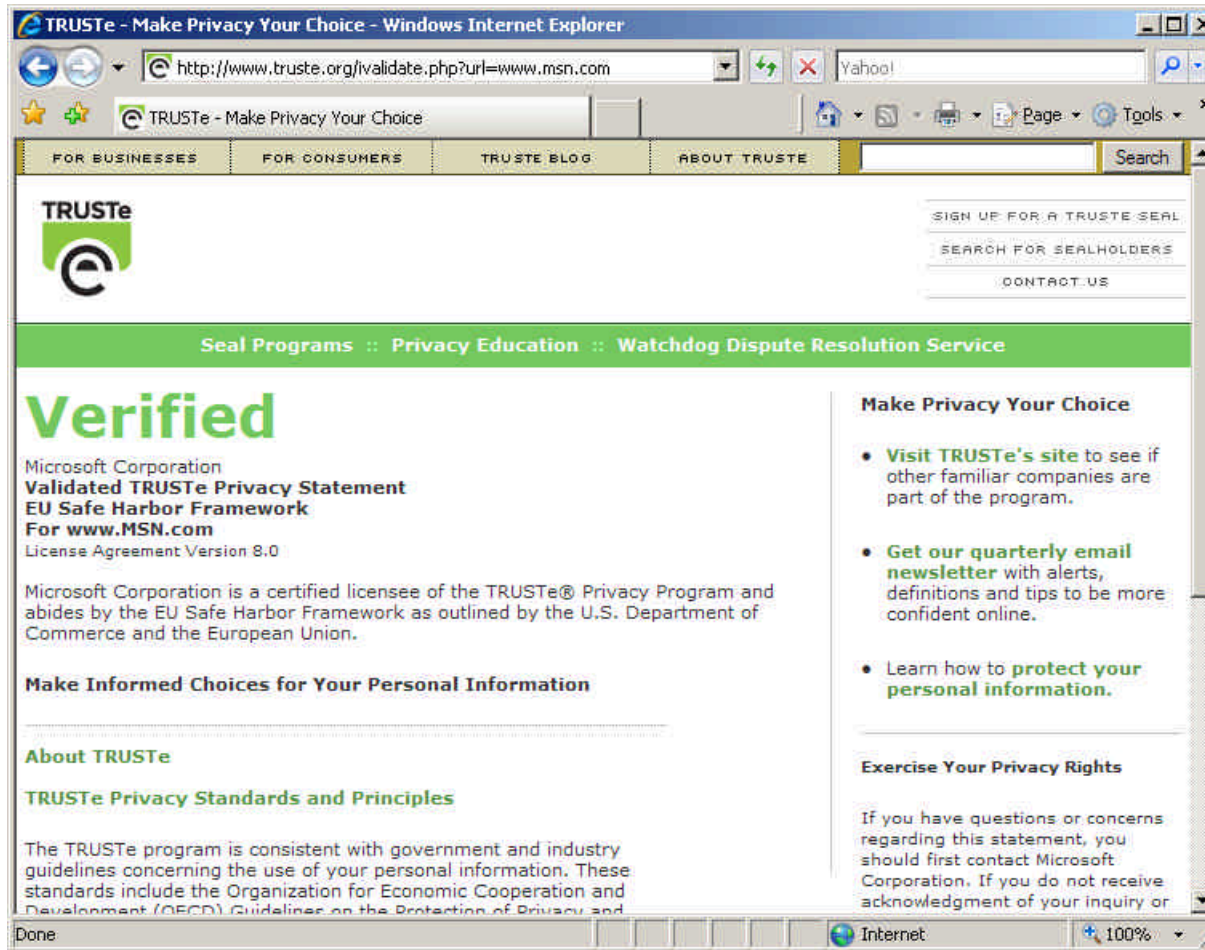 TRUSTe - Make Privacy Your Choice - Windows Internet Explorer
http://www.truste.org/ivalidate.php?url=www.msn.com
Yahoo!
TRUSTe - Make Privacy Your Choice
Page
Tools
FOR BUSINESSES
FOR CONSUMERS
TRUSTE BLOG
ABOUT TRUSTE
Search
TRUSTe
SIGN UP FOR A TRUSTE SEAL
SEARCH FOR SEALHOLDERS
CONTACT US
Seal Programs :: Privacy Education :: Watchdog Dispute Resolution Service
Verified
Microsoft Corporation
Validated TRUSTe Privacy Statement
EU Safe Harbor Framework
For www.MSN.com
License Agreement Version 8.0
Microsoft Corporation is a certified licensee of the TRUSTe® Privacy Program and
abides by the EU Safe Harbor Framework as outlined by the U.S. Department of
Commerce and the European Union.
Make Informed Choices for Your Personal Information
About TRUSTe
TRUSTe Privacy Standards and Principles
The TRUSTe program is consistent with government and industry
guidelines concerning the use of your personal information. These
standards include the Organization for Economic Cooperation and
Development (OECD) Guidelines on the Protection of Privacy and
Make Privacy Your Choice
• Visit TRUSTe's site to see if
other familiar companies are
part of the program.
• Get our quarterly email
newsletter with alerts,
definitions and tips to be more
confident online.
• Learn how to protect your
personal information.
Exercise Your Privacy Rights
If you have questions or concerns
regarding this statement, you
should first contact Microsoft
Corporation. If you do not receive
acknowledgment of your inquiry or
Done
Internet
100%